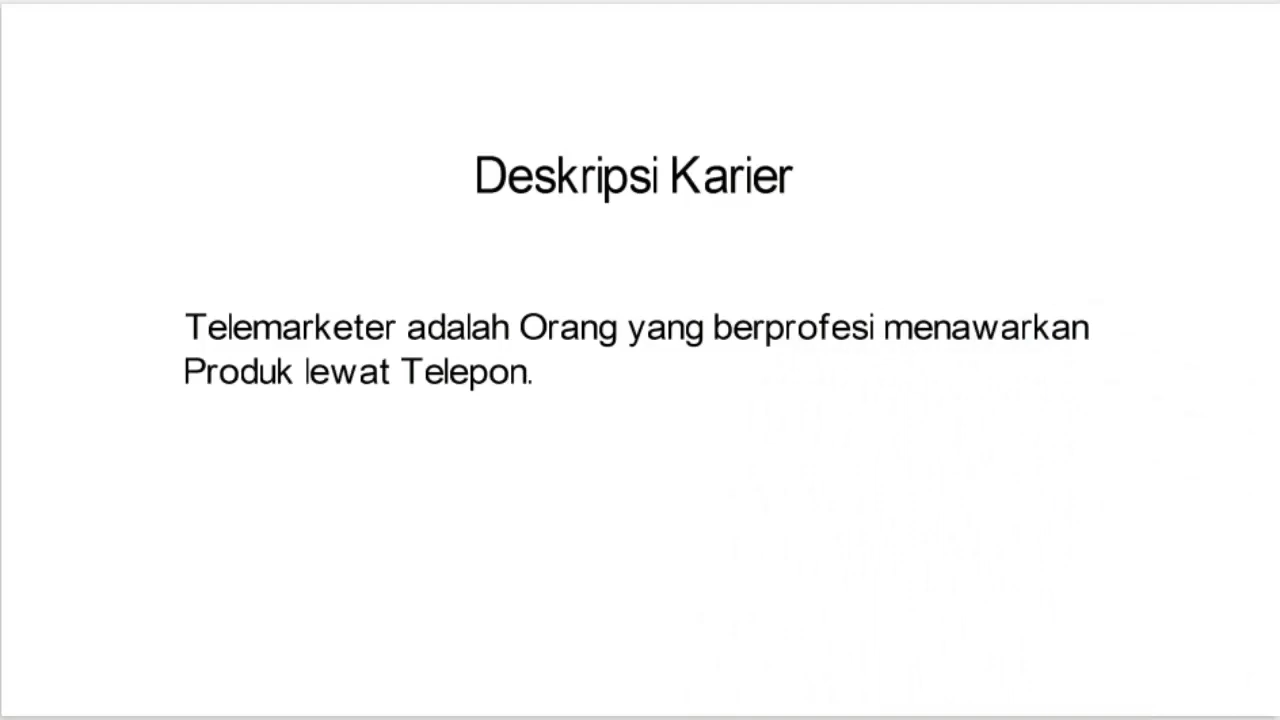 Deskripsi Karier
Telemarketer adalah Orang yang berprofesi menawarkan
Produk lewat Telepon.